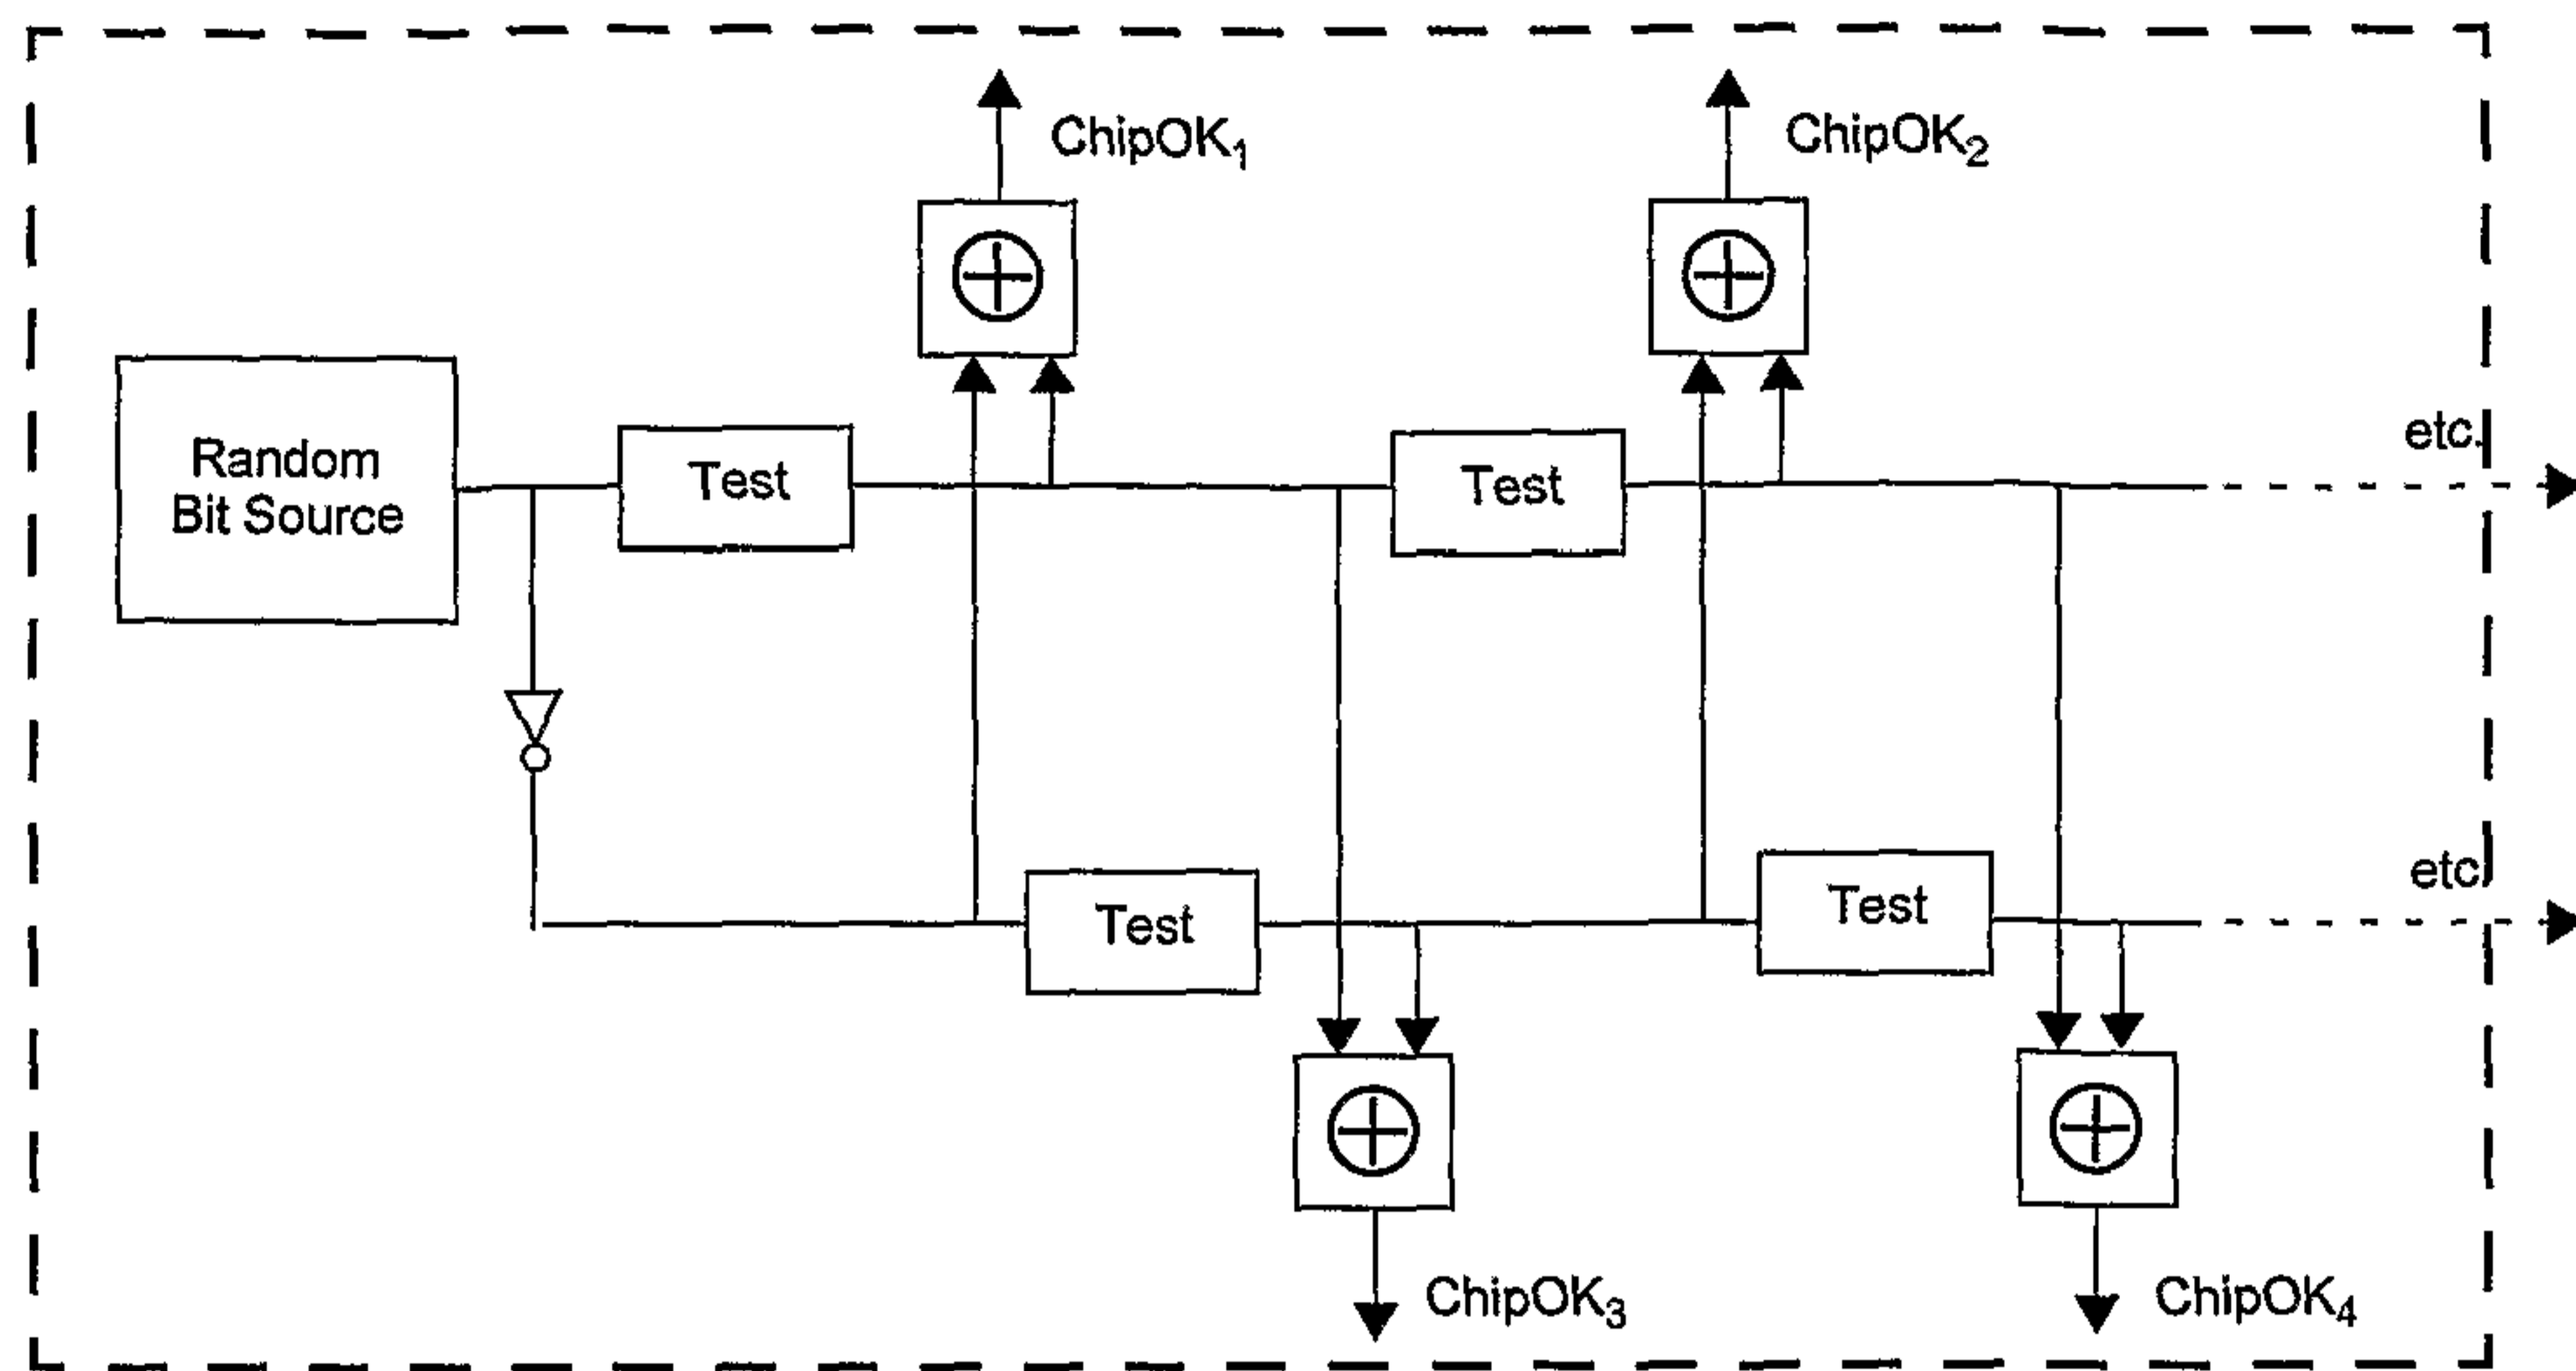 ChipOK₁
ChipOK₂
Random
Bit Source
Test
Test
etc.
Test
Test
etc.
ChipOK₃
ChipOK₄